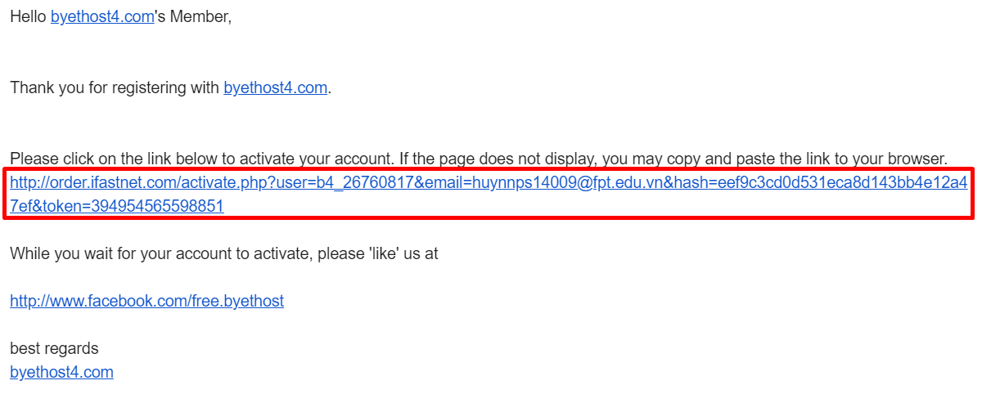 Hello byethost4.com's Member,
Thank you for registering with byethost4.com.
Please click on the link below to activate your account. If the page does not display, you may copy and paste the link to your browser.
http://order.ifastnet.com/activate.php?user=b4_26760817&email=huynnps14009@fpt.edu.vn&hash=eef9c3cd0d531eca8d143bb4e12a4
7ef&token=394954565598851
While you wait for your account to activate, please 'like' us at
http://www.facebook.com/free.byethost
best regards
byethost4.com